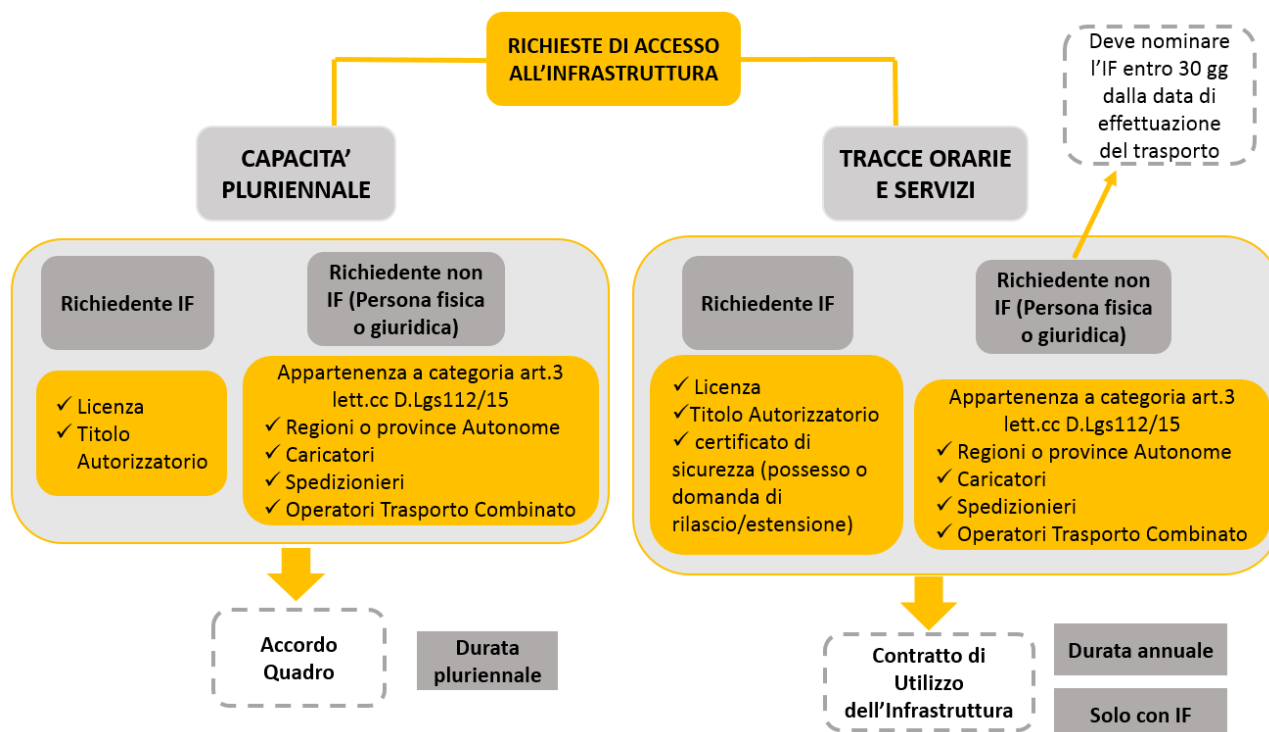 RICHIESTE DI ACCESSO
ALL’INFRASTRUTTURA
Deve nominare
l’IF entro 30 gg
dalla data di
effettuazione
del trasporto
CAPACITA’
PLURIENNALE
TRACCE ORARIE
E SERVIZI
Richiedente IF
Richiedente non
IF (Persona fisica
o giuridica)
✓ Licenza
✓ Titolo
Autorizzatorio
Appartenenza a categoria art.3
lett.cc D.Lgs112/15
✓ Regioni o province Autonome
✓ Caricatori
✓ Spedizionieri
✓ Operatori Trasporto Combinato
Richiedente IF
Richiedente non
IF (Persona fisica
o giuridica)
✓ Licenza
✓Titolo Autorizzatorio
✓ certificato di
sicurezza (possesso o
domanda di
rilascio/estensione)
Appartenenza a categoria art.3
lett.cc D.Lgs112/15
✓ Regioni o province Autonome
✓ Caricatori
✓ Spedizionieri
✓ Operatori Trasporto Combinato
Accordo
Quadro
Durata
pluriennale
Contratto di
Utilizzo
dell’Infrastruttura
Durata annuale
Solo con IF